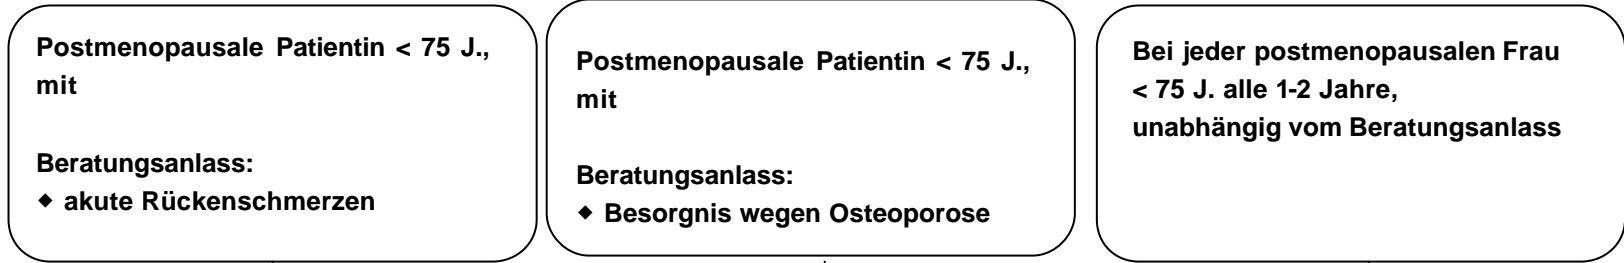 Postmenopausale Patientin < 75 J.,
mit
Beratungsanlass:
◆ akute Rückenschmerzen
Postmenopausale Patientin < 75 J.,
mit
Beratungsanlass:
◆ Besorgnis wegen Osteoporose
Bei jeder postmenopausalen Frau
< 75 J. alle 1-2 Jahre,
unabhängig vom Beratungsanlass